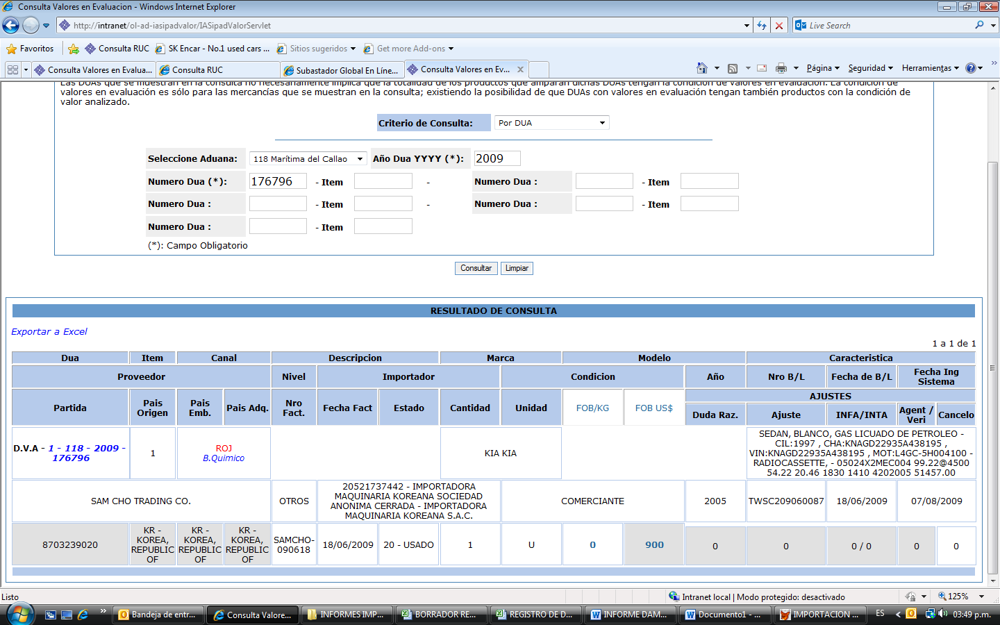 Consulta Valores en Evaluacion - Windows Internet Explorer
http://intranet/ol-ad-iasipadvalor/IASipadValorServlet
Live Search
Favoritos
Consulta RUC
SK Encar - No.1 used cars ...
Sitios sugeridos
Get more Add-ons
Consulta Valores en Evalua...
Consulta RUC
Subastador Global En Líne...
Consulta Valores en Ev...
Página
Seguridad
Herramientas
Las DUAs que se muestran en la consulta no necesariamente implica que la totalidad de los productos que amparan dichas DUAs tengan la condición de valores en evaluación. La condición de
valores en evaluación es sólo para las mercancías que se muestran en la consulta; existiendo la posibilidad de que DUAs con valores en evaluación tengan también productos con la condición de
valor analizado.
Criterio de Consulta: Por DUA
Seleccione Aduana: 118 Marítima del Callao Año Dua YYYY (*): 2009
Numero Dua (*): 176796 - Item - Numero Dua : - Item
Numero Dua : - Item - Numero Dua : - Item
Numero Dua : - Item
(*): Campo Obligatorio
Consultar Limpiar
RESULTADO DE CONSULTA
Exportar a Excel
1 a 1 de 1
Dua Item Canal Descripcion Marca Modelo Caracteristica
Proveedor Nivel Importador Condicion Año Nro B/L Fecha de B/L Fecha Ing
Sistema
Partida Pais
Origen Pais
Emb. Pais Adq. Nro
Fact. Fecha Fact Estado Cantidad Unidad FOB/KG FOB US$
AJUSTES
Duda Raz. Ajuste INFA/INTA Agent /
Veri Cancelo
D.V.A - 1 - 118 - 2009 -
176796
1
ROJ
B.Quimico
KIA KIA
SEDAN, BLANCO, GAS LICUADO DE PETROLEO -
CIL:1997 , CHA:KNAGD22935A438195 ,
VIN:KNAGD22935A438195 , MOT:L4GC-5H004100 -
RADIOCASSETTE, - 05024X2MEC004 99.22@4500
54.22 20.46 1830 1410 4202005 51457.00
SAM CHO TRADING CO.
OTROS
20521737442 - IMPORTADORA
MAQUINARIA KOREANA SOCIEDAD
ANONIMA CERRADA - IMPORTADORA
MAQUINARIA KOREANA S.A.C.
COMERCIANTE
2005
TWSC209060087
18/06/2009
07/08/2009
8703239020
KR -
KOREA,
REPUBLIC
OF
KR -
KOREA,
REPUBLIC
OF
KR -
KOREA,
REPUBLIC
OF
SAMCHO-
090618
18/06/2009
20 - USADO
1
U
0
900
0
0
0 / 0
0
0
Listo
Intranet local | Modo protegido: desactivado
125%
Bandeja de entr...
Consulta Valore...
INFORMES IMP...
BORRADOR RE...
REGISTRO DE D...
INFORME DAM...
Documento1 - ...
IMPORTACION ...
ES
03:49 p.m.